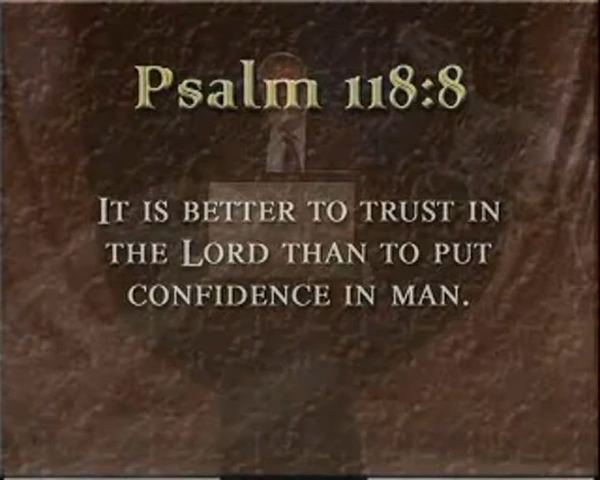 Psalm 118:8
It is better to trust in
the Lord than to put
confidence in man.